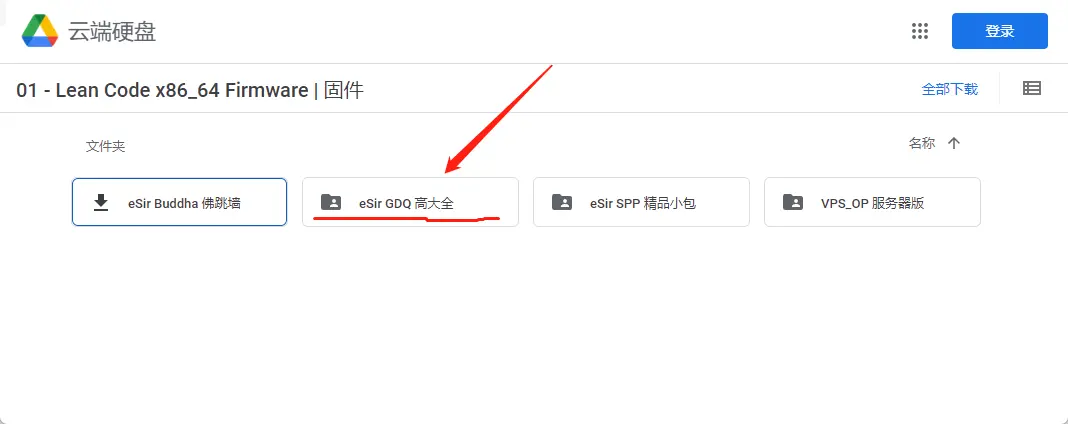 云端硬盘
登录
01 - Lean Code x86_64 Firmware | 固件
全部下载
文件夹
名称
eSir Buddha 佛跳墙
eSir GDQ 高大全
eSir SPP 精品小包
VPS_OP 服务器版